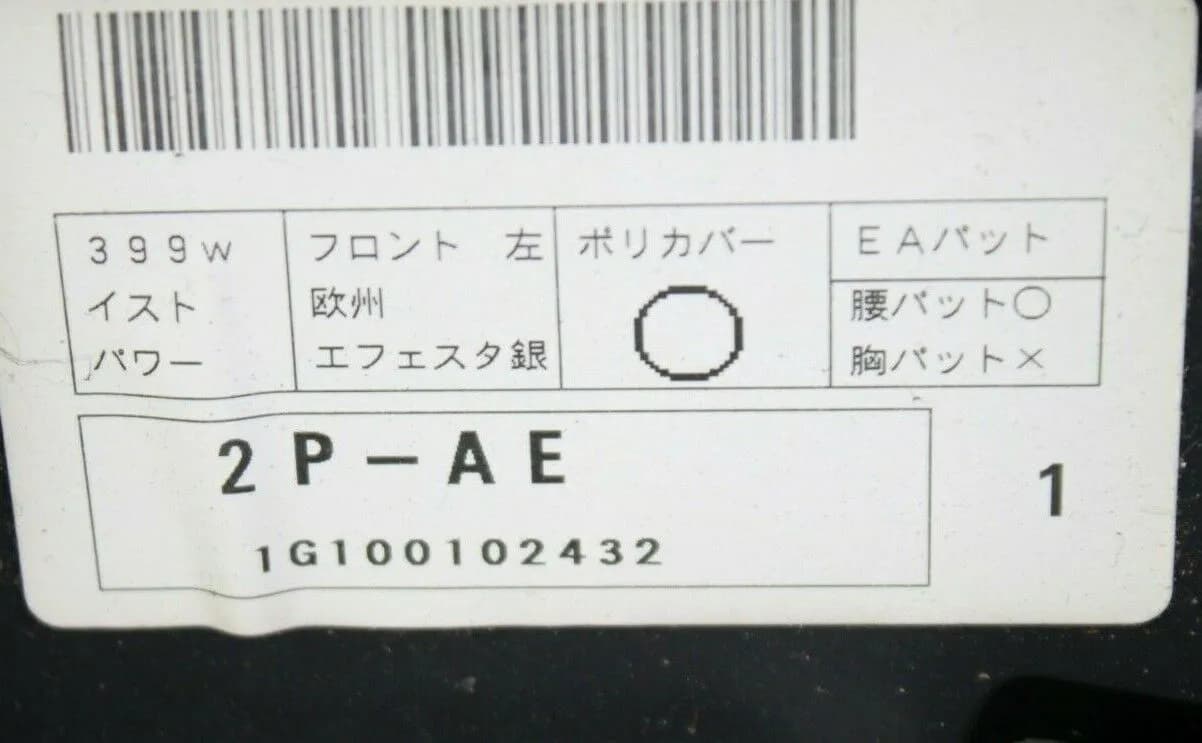 ３９９Ｗ
イスト
パワー
フロント　左
欧州
エフェスタ銀
ポリカバー
○
ＥＡパット
腰パット○
胸パット×
2P-AE
1G100102432
1